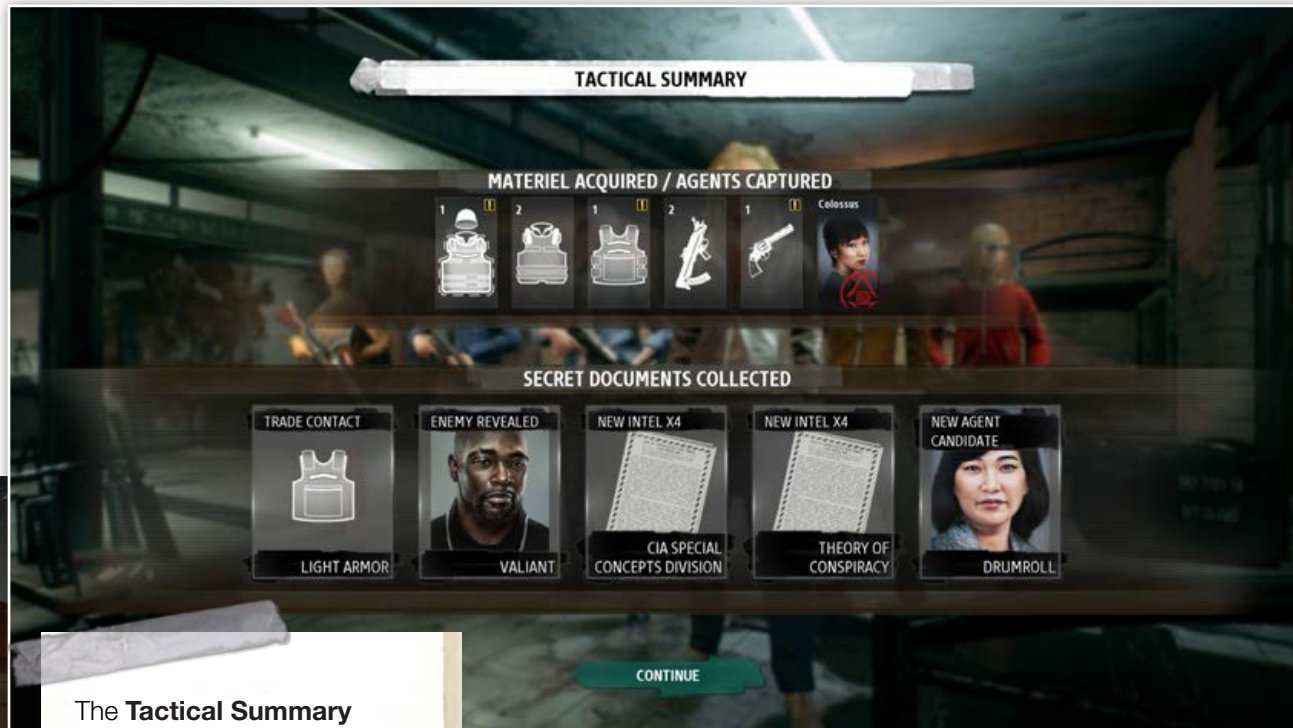 TACTICAL SUMMARY
MATERIEL ACQUIRED / AGENTS CAPTURED
1 ! 2 1 ! 2 1 ! Colossus
SECRET DOCUMENTS COLLECTED
TRADE CONTACT
LIGHT ARMOR
ENEMY REVEALED
VALIANT
NEW INTEL X4
CIA SPECIAL
CONCEPTS DIVISION
NEW INTEL X4
THEORY OF
CONSPIRACY
NEW AGENT
CANDIDATE
DRUMROLL
CONTINUE
The Tactical Summary